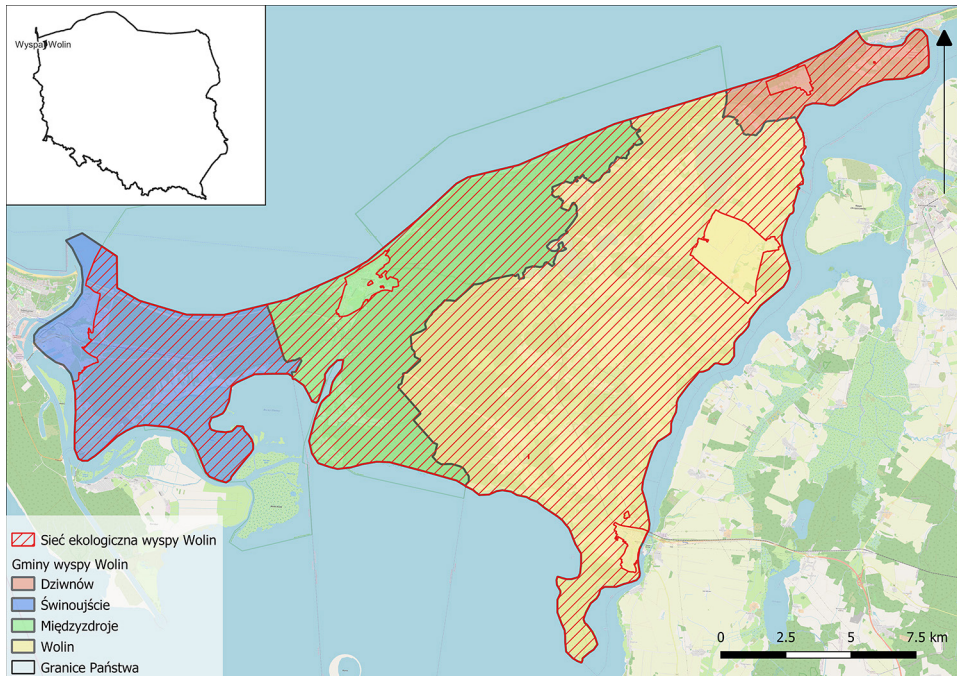 Wyspa Wolin
Sieć ekologiczna wyspy Wolin
Gminy wyspy Wolin
Dziwnów
Świnoujście
Międzyzdroje
Wolin
Granice Państwa
0 2.5 5 7.5 km